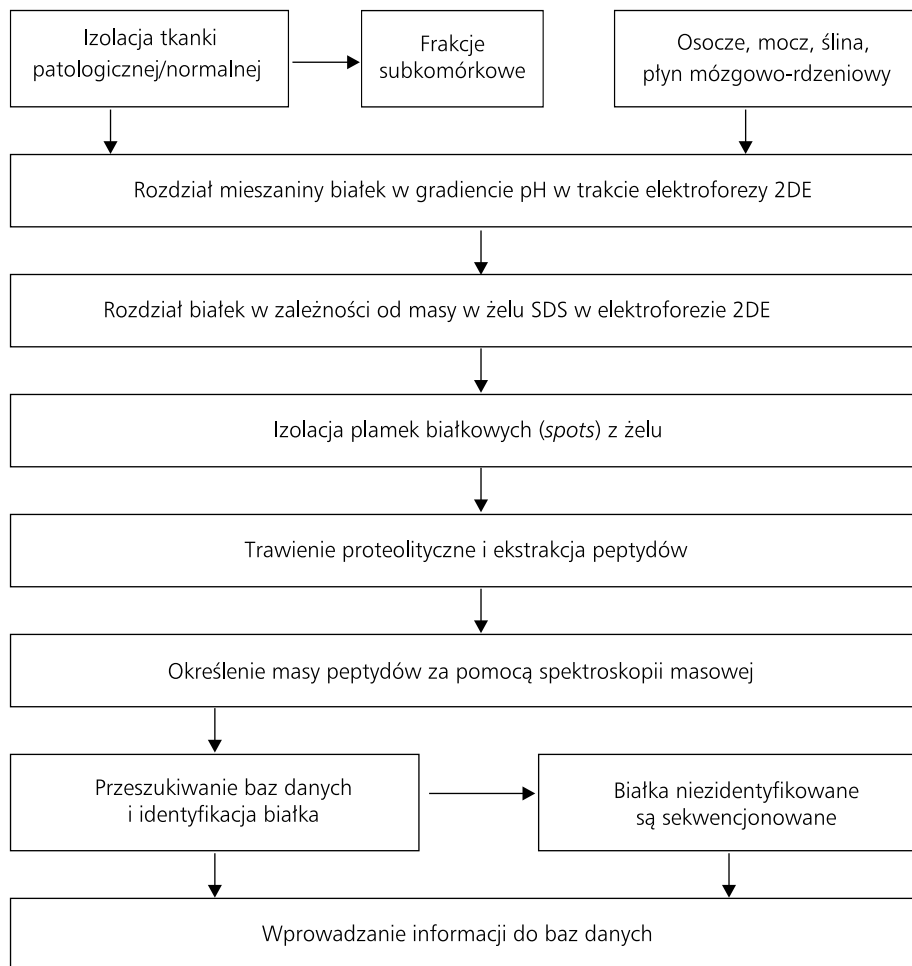 Izolacja tkanki
patologicznej/normalnej
Frakcje
subkomórkowe
Osocze, mocz, ślina,
płyn mózgowo-rdzeniowy
Rozdział mieszaniny białek w gradiencie pH w trakcie elektroforezy 2DE
Rozdział białek w zależności od masy w żelu SDS w elektroforezie 2DE
Izolacja plamek białkowych (spots) z żelu
Trawienie proteolityczne i ekstrakcja peptydów
Określenie masy peptydów za pomocą spektroskopii masowej
Przeszukiwanie baz danych
i identyfikacja białka
Białka niezidentyfikowane
są sekwencjonowane
Wprowadzanie informacji do baz danych